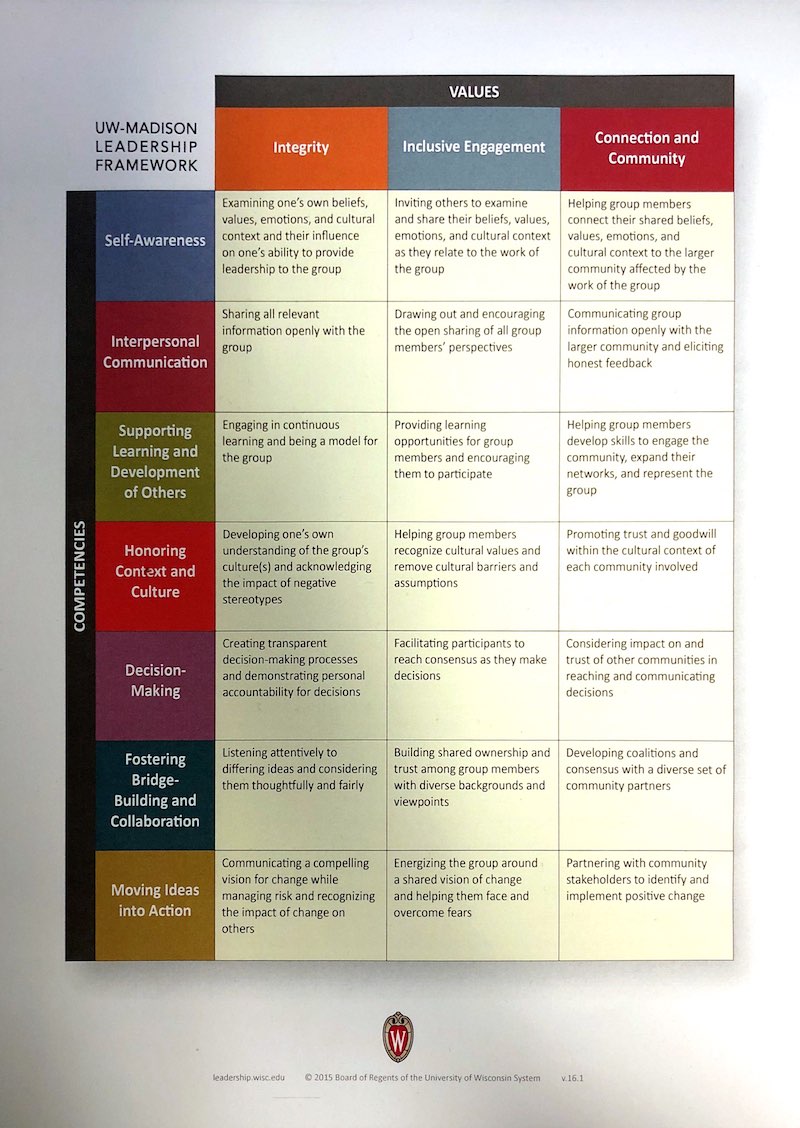 VALUES
UW-MADISON
LEADERSHIP
FRAMEWORK
Integrity
Inclusive Engagement
Connection and
Community
COMPETENCIES
Self-Awareness
Examining one's own beliefs,
values, emotions, and cultural
context and their influence
on one's ability to provide
leadership to the group
Inviting others to examine
and share their beliefs, values,
emotions, and cultural context
as they relate to the work of
the group
Helping group members
connect their shared beliefs,
values, emotions, and
cultural context to the larger
community affected by the
work of the group
Interpersonal
Communication
Sharing all relevant
information openly with the
group
Drawing out and encouraging
the open sharing of all group
members' perspectives
Communicating group
information openly with the
larger community and eliciting
honest feedback
Supporting
Learning and
Development
of Others
Engaging in continuous
learning and being a model for
the group
Providing learning
opportunities for group
members and encouraging
them to participate
Helping group members
develop skills to engage the
community, expand their
networks, and represent the
group
Honoring
Context and
Culture
Developing one's own
understanding of the group's
culture(s) and acknowledging
the impact of negative
stereotypes
Helping group members
recognize cultural values and
remove cultural barriers and
assumptions
Promoting trust and goodwill
within the cultural context of
each community involved
Decision-
Making
Creating transparent
decision-making processes
and demonstrating personal
accountability for decisions
Facilitating participants to
reach consensus as they make
decisions
Considering impact on and
trust of other communities in
reaching and communicating
decisions
Fostering
Bridge-
Building and
Collaboration
Listening attentively to
differing ideas and considering
them thoughtfully and fairly
Building shared ownership and
trust among group members
with diverse backgrounds and
viewpoints
Developing coalitions and
consensus with a diverse set of
community partners
Moving Ideas
into Action
Communicating a compelling
vision for change while
managing risk and recognizing
the impact of change on
others
Energizing the group around
a shared vision of change
and helping them face and
overcome fears
Partnering with community
stakeholders to identify and
implement positive change
W
leadership.wisc.edu © 2015 Board of Regents of the University of Wisconsin System v.16.1